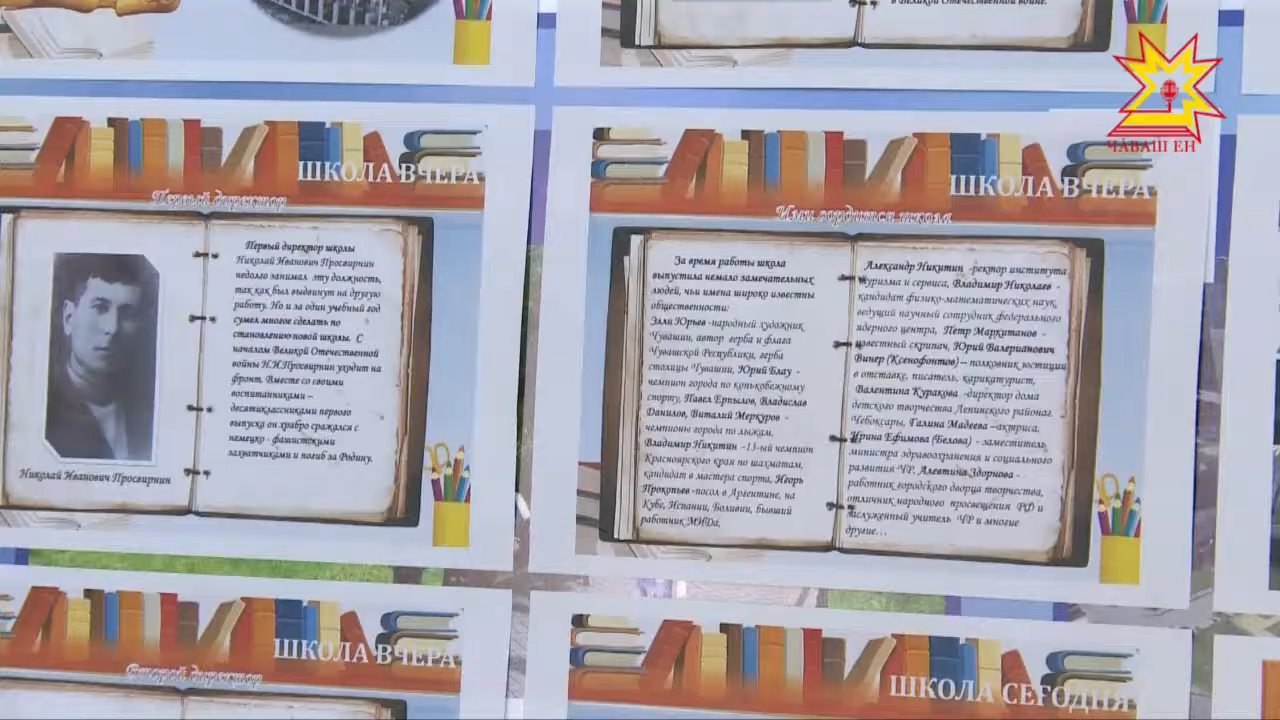 в Великой Отечественной войне.
ЧӐВАШ ЕН
ШКОЛА ВЧЕРА
Первый директор
Первый директор школы
Николай Иванович Просвирнин
недолго занимал эту должность,
так как был выдвинут на другую
работу. Но и за один учебный год
сумел многое сделать по
становлению новой школы. С
началом Великой Отечественной
войны Н.И.Просвирнин уходит на
фронт. Вместе со своими
воспитанниками –
десятиклассниками первого
выпуска он храбро сражался с
немецко - фашистскими
захватчиками и погиб за Родину.
Николай Иванович Просвирнин
ШКОЛА ВЧЕРА
Ими гордится школа
За время работы школа
выпустила немало замечательных
людей, чьи имена широко известны
общественности:
Элли Юрьев -народный художник
Чувашии, автор герба и флага
Чувашской Республики, герба
столицы Чувашии, Юрий Блау -
чемпион города по конькобежному
спорту, Павел Ерпылов, Владислав
Данилов, Виталий Меркуров -
чемпионы города по лыжам,
Владимир Никитин -13-ый чемпион
Красноярского края по шахматам,
кандидат в мастера спорта, Игорь
Прокопьев -посол в Аргентине, на
Кубе, Испании, Боливии, бывший
работник МИДа,
Александр Никитин -ректор института
туризма и сервиса, Владимир Николаев -
кандидат физико-математических наук,
ведущий научный сотрудник федерального
ядерного центра, Петр Маркитанов -
известный скрипач, Юрий Валерианович
Винер (Ксенофонтов) – полковник юстиции
в отставке, писатель, карикатурист,
Валентина Куракова -директор дома
детского творчества Ленинского районаг.
Чебоксары, Галина Мадеева –актриса,
Ирина Ефимова (Белова) - заместитель
министра здравоохранения и социального
развития ЧР, Алевтина Здорнова -
работник городского дворца творчества,
отличник народного просвещения РФ и
заслуженный учитель ЧР и многие
другие…
ШКОЛА ВЧЕРА
Второй директор
ШКОЛА СЕГОДНЯ